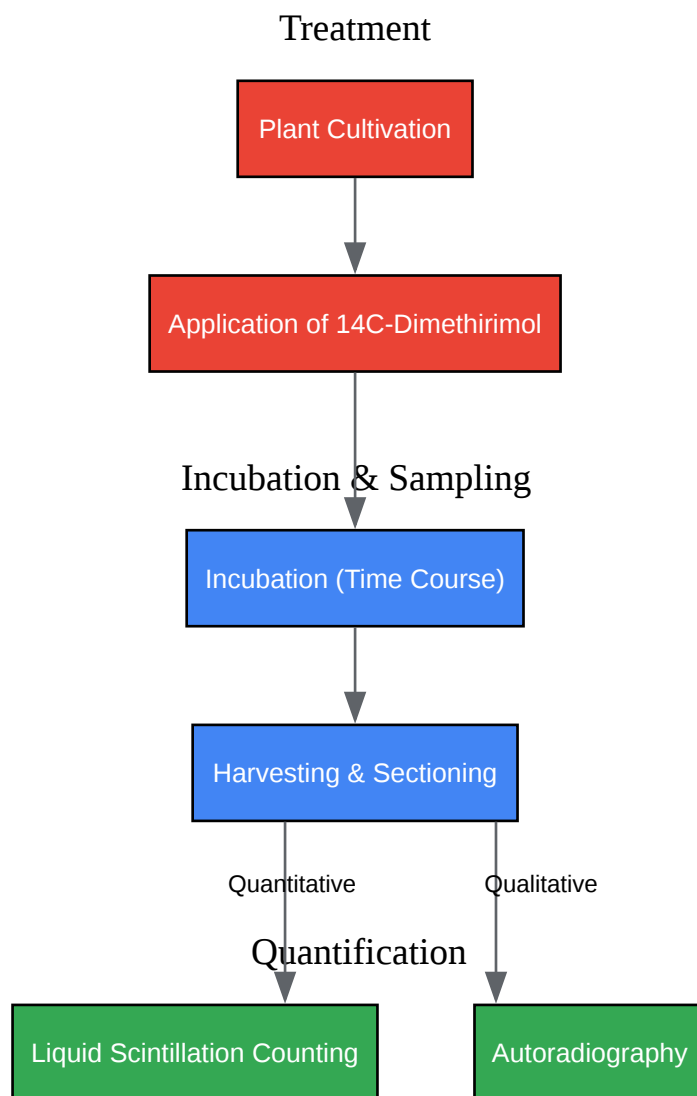 Treatment
Plant Cultivation
Application of 14C-Dimethirimol
Incubation & Sampling
Incubation (Time Course)
Harvesting & Sectioning
Quantitative
Qualitative
Quantification
Liquid Scintillation Counting
Autoradiography